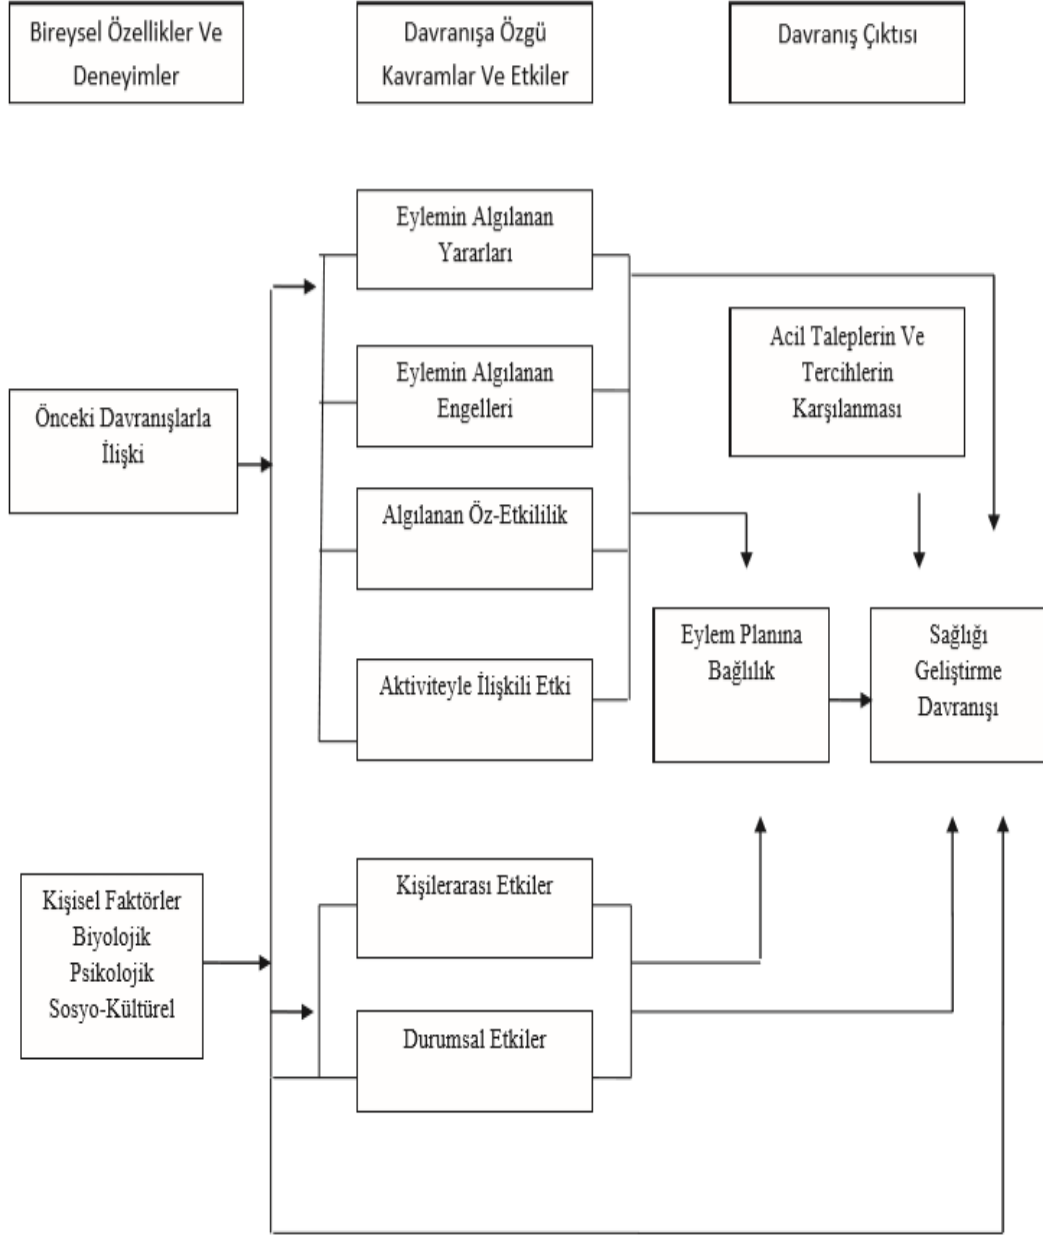 Bireysel Özellikler Ve
Deneyimler
Davranışa Özgü
Kavramlar Ve Etkiler
Davranış Çıktısı
Eylemin Algılanan
Yararları
Acil Taleplerin Ve
Tercihlerin
Karşılanması
Eylemin Algılanan
Engelleri
Önceki Davranışlarla
İlişki
Algılanan Öz-Etkililik
Eylem Planına
Bağlılık
Sağlığı
Geliştirme
Davranışı
Aktiviteyle İlişkili Etki
Kişisel Faktörler
Biyolojik
Psikolojik
Sosyo-Kültürel
Kişilerarası Etkiler
Durumsal Etkiler